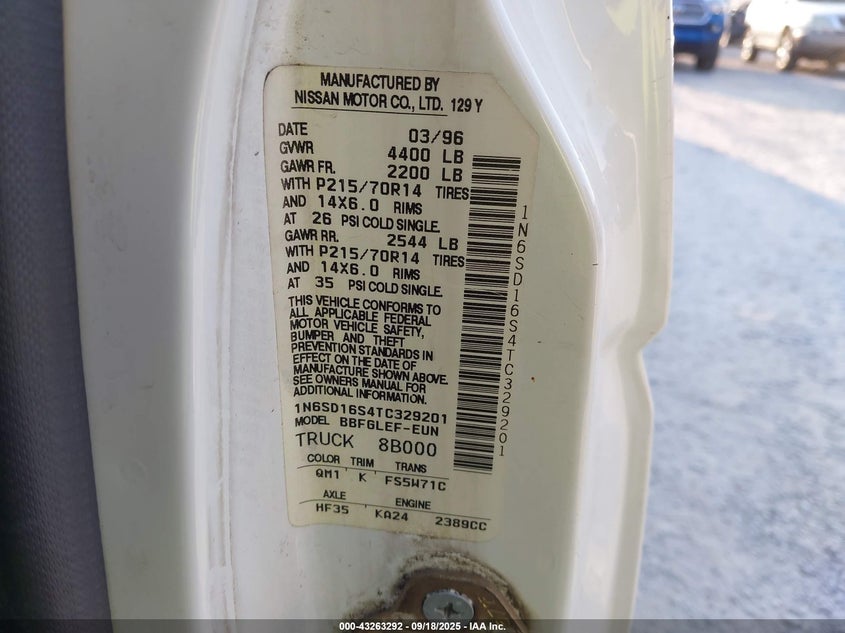 MANUFACTURED BY
NISSAN MOTOR CO., LTD. 129Y
DATE 03/96
GVWR 4400 LB
GAWR FR. 2200 LB
WITH P215/70R14 TIRES
AND 14X6.0 RIMS
AT 26 PSI COLD SINGLE.
GAWR RR. 2544 LB
WITH P215/70R14 TIRES
AND 14X6.0 RIMS
AT 35 PSI COLD SINGLE.
THIS VEHICLE CONFORMS TO
ALL APPLICABLE FEDERAL
MOTOR VEHICLE SAFETY,
BUMPER AND THEFT
PREVENTION STANDARDS IN
EFFECT ON THE DATE OF
MANUFACTURE SHOWN ABOVE.
SEE OWNERS MANUAL FOR
ADDITIONAL INFORMATION.
1N6SD16S4TC329201
MODEL BBFGLEF-EUN
TRUCK 8B000
COLOR TRIM TRANS
QM1 K FS5W71C
AXLE ENGINE
HF35 KA24 2389CC
1N6SD16S4TC329201
000-43263292 - 09/18/2025 - IAA Inc.